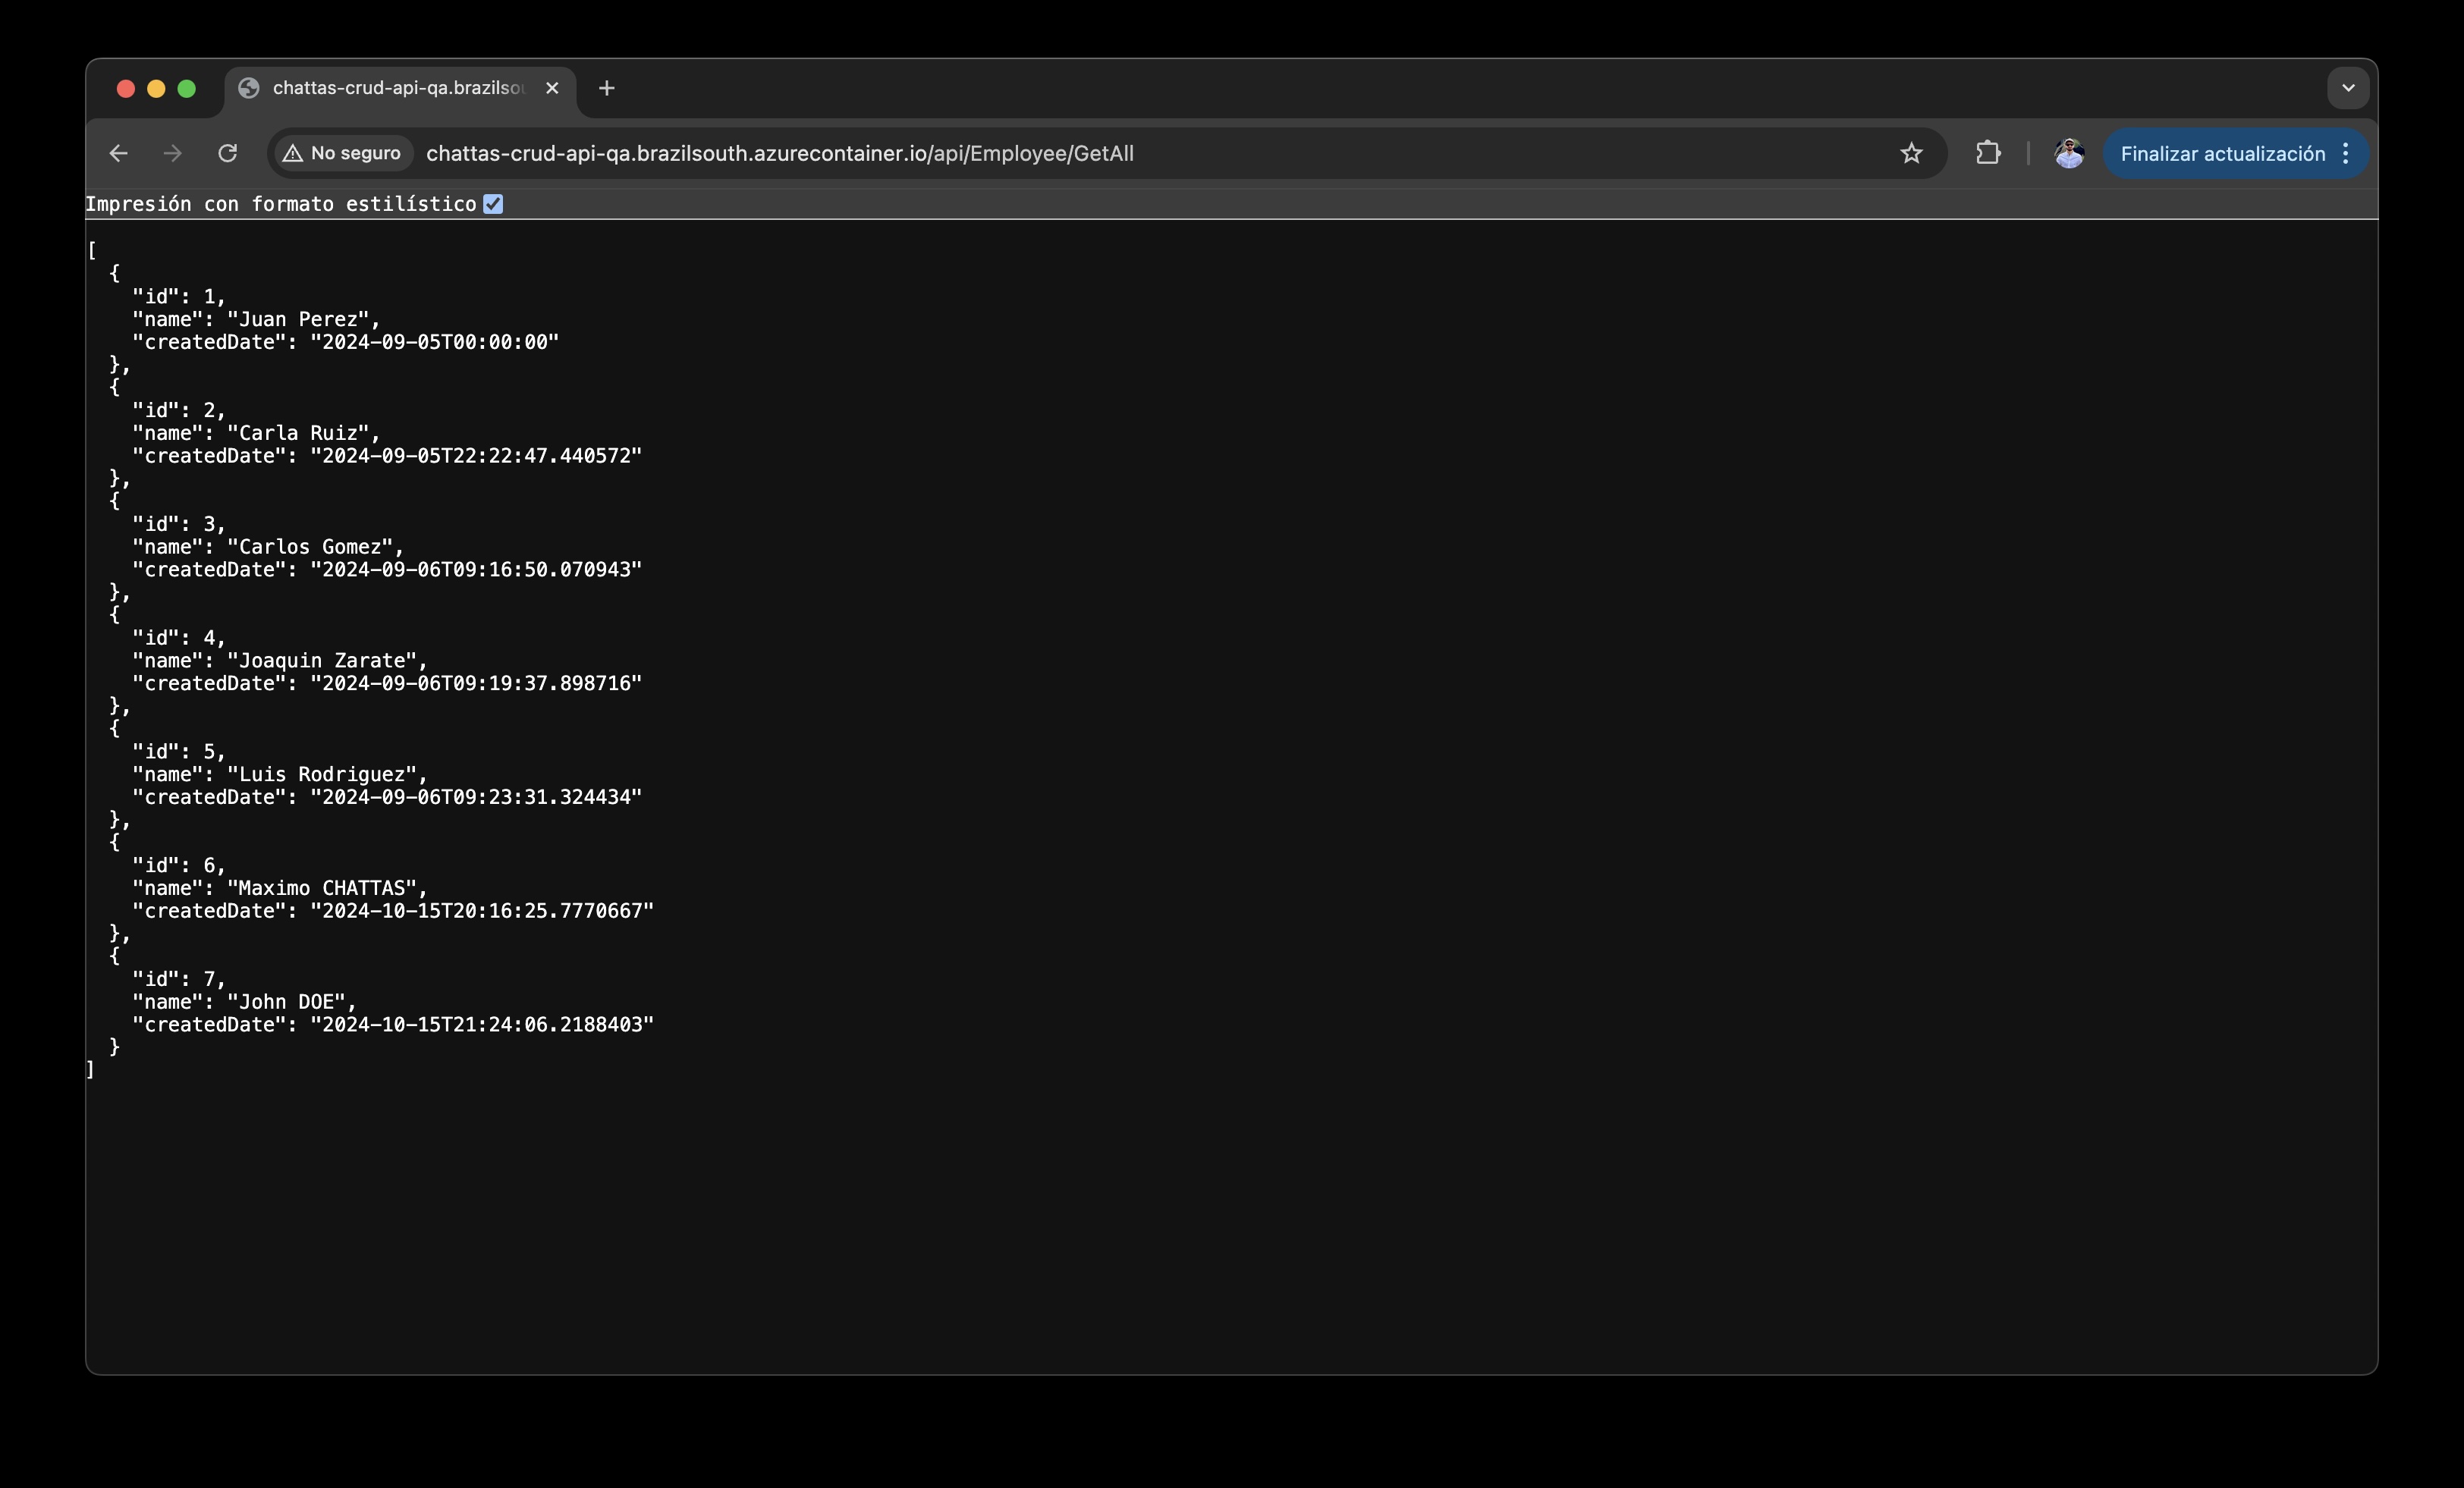 chattas-crud-api-qa.brazilsou
No seguro
chattas-crud-api-qa.brazilsouth.azurecontainer.io/api/Employee/GetAll
Finalizar actualización
Impresión con formato estilístico
[
  {
    "id": 1,
    "name": "Juan Perez",
    "createdDate": "2024-09-05T00:00:00"
  },
  {
    "id": 2,
    "name": "Carla Ruiz",
    "createdDate": "2024-09-05T22:22:47.440572"
  },
  {
    "id": 3,
    "name": "Carlos Gomez",
    "createdDate": "2024-09-06T09:16:50.070943"
  },
  {
    "id": 4,
    "name": "Joaquin Zarate",
    "createdDate": "2024-09-06T09:19:37.898716"
  },
  {
    "id": 5,
    "name": "Luis Rodriguez",
    "createdDate": "2024-09-06T09:23:31.324434"
  },
  {
    "id": 6,
    "name": "Maximo CHATTAS",
    "createdDate": "2024-10-15T20:16:25.7770667"
  },
  {
    "id": 7,
    "name": "John DOE",
    "createdDate": "2024-10-15T21:24:06.2188403"
  }
]